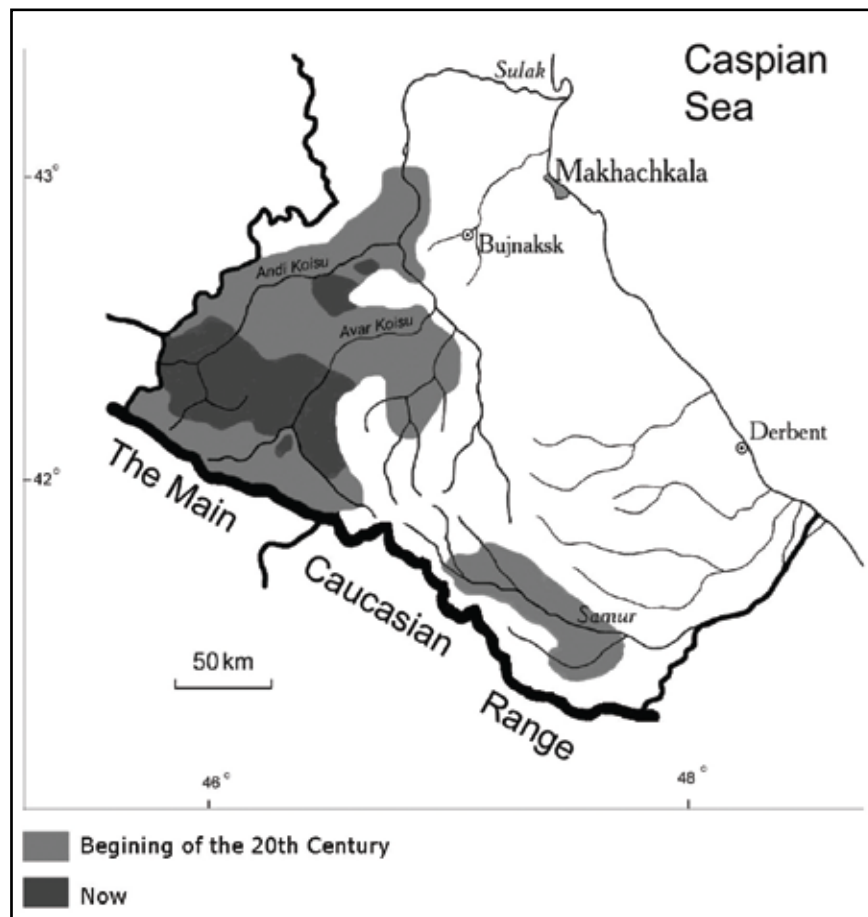 Caspian
Sea
Sulak
43°
Makhachkala
Bujnaksk
Andi Koisu
Avar Koisu
Derbent
42°
The Main
Caucasian
Range
Samur
50 km
46°
48°
Begining of the 20th Century
Now